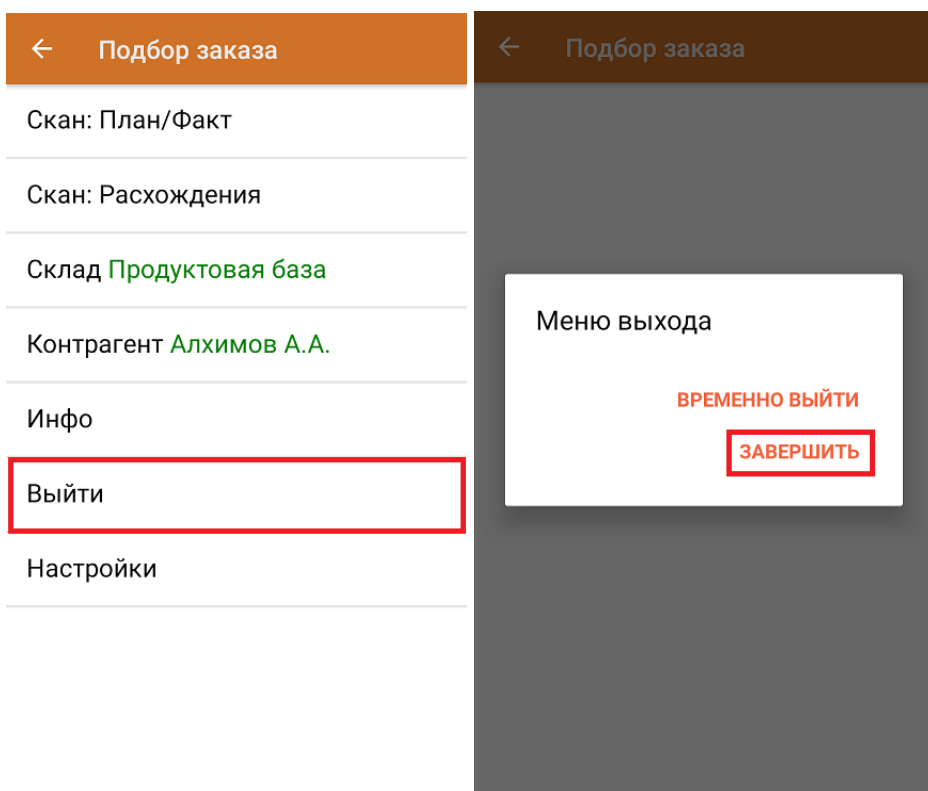 Подбор заказа
Скан: План/Факт
Скан: Расхождения
Склад Продуктовая база
Контрагент Алхимов А.А.
Инфо
Выйти
Настройки
Подбор заказа
Меню выхода
ВРЕМЕННО ВЫЙТИ
ЗАВЕРШИТЬ